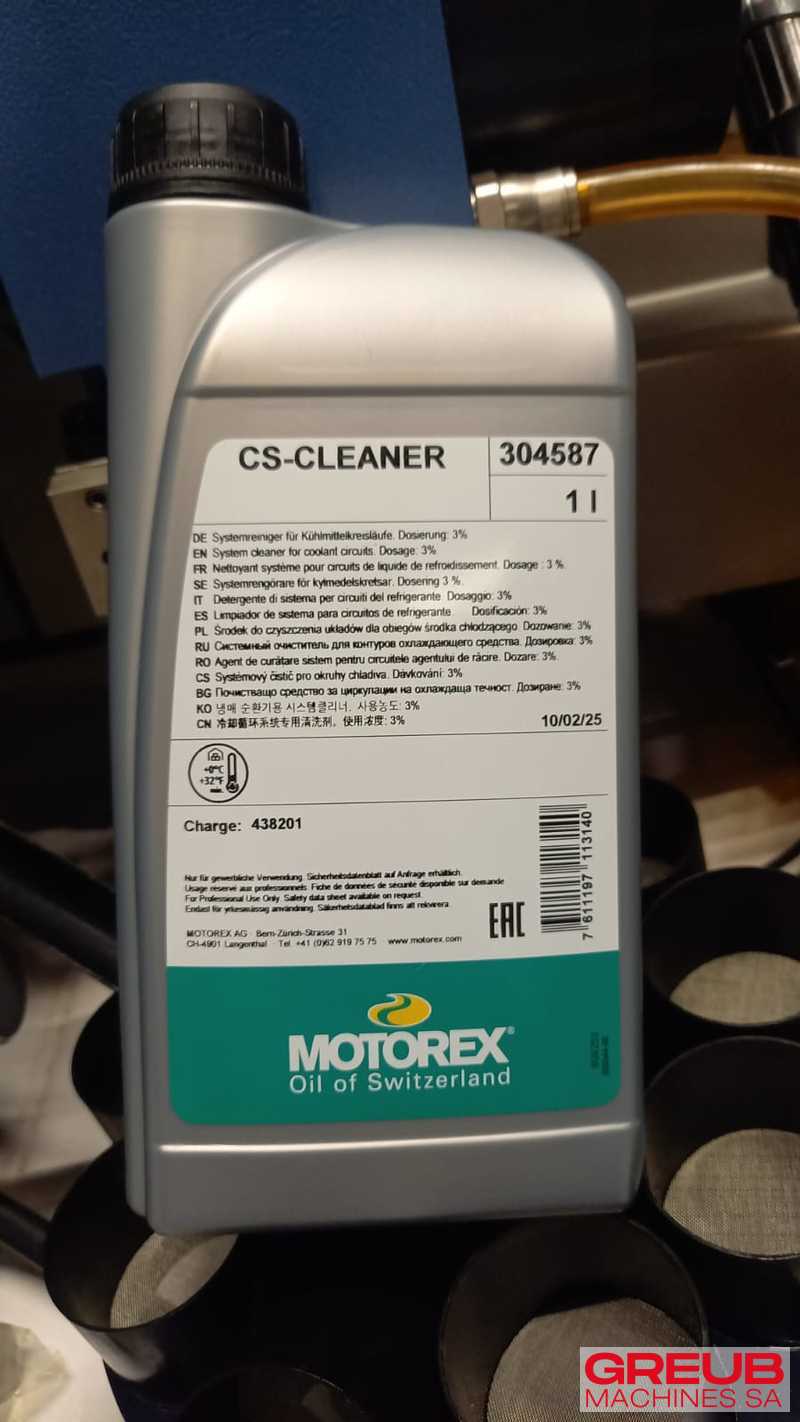 CS-CLEANER
304587
1 l
DE Systemreiniger für Kühlmittelkreisläufe. Dosierung: 3%
EN System cleaner for coolant circuits. Dosage: 3%
FR Nettoyant système pour circuits de liquide de refroidissement. Dosage : 3 %.
SE Systemrengörare för kylmedelskretsar. Dosering 3 %.
IT Detergente di sistema per circuiti del refrigerante. Dosaggio: 3%
ES Limpiador de sistema para circuitos de refrigerante. Dosificación: 3%
PL Środek do czyszczenia układów dla obiegów środka chłodzącego. Dozowanie: 3%
RU Системный очиститель для контуров охлаждающего средства. Дозировка: 3%
RO Agent de curătare sistem pentru circuitele agentului de răcire. Dozare: 3%.
CS Systémový čistič pro okruhy chladiva. Dávkování: 3%
BG Почистващо средство за циркулации на охлаждаща течност. Дозиране: 3%
KO 냉매 순환기용 시스템클리너. 사용농도: 3%
CN 冷却循环系统专用清洗剂。使用浓度: 3%
10/02/25
+0°C
+32°F
Charge: 438201
Nur für gewerbliche Verwendung. Sicherheitsdatenblatt auf Anfrage erhältlich.
Usage réservé aux professionnels. Fiche de données de sécurité disponible sur demande
For Professional Use Only. Safety data sheet available on request.
Endast för yrkesmässig användning. Säkerhetsdatablad finns att rekvirera.
MOTOREX AG · Bern-Zürich-Strasse 31
CH-4901 Langenthal · Tel. +41 (0)62 919 75 75 · www.motorex.com
EAC
7 611197 113140
MOTOREX®
Oil of Switzerland
GREUB
MACHINES SA